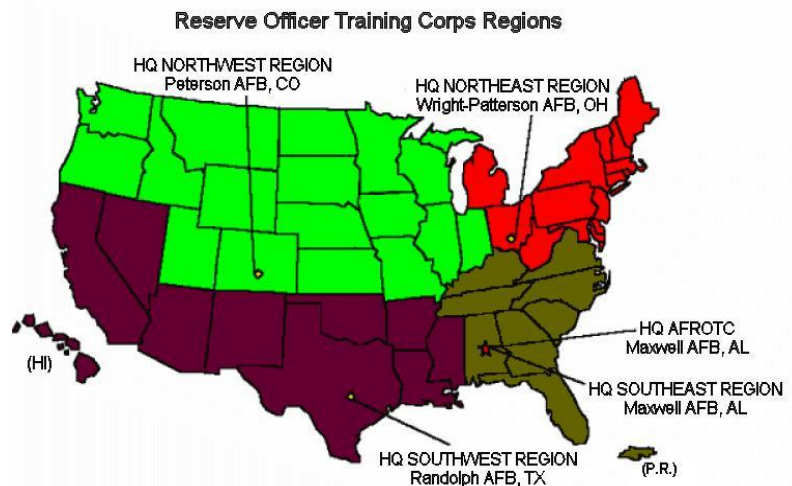 Reserve Officer Training Corps Regions
HQ NORTHWEST REGION
Peterson AFB, CO
HQ NORTHEAST REGION
Wright-Patterson AFB, OH
(HI)
HQ AFROTC
Maxwell AFB, AL
HQ SOUTHEAST REGION
Maxwell AFB, AL
HQ SOUTHWEST REGION
Randolph AFB, TX
(P.R.)